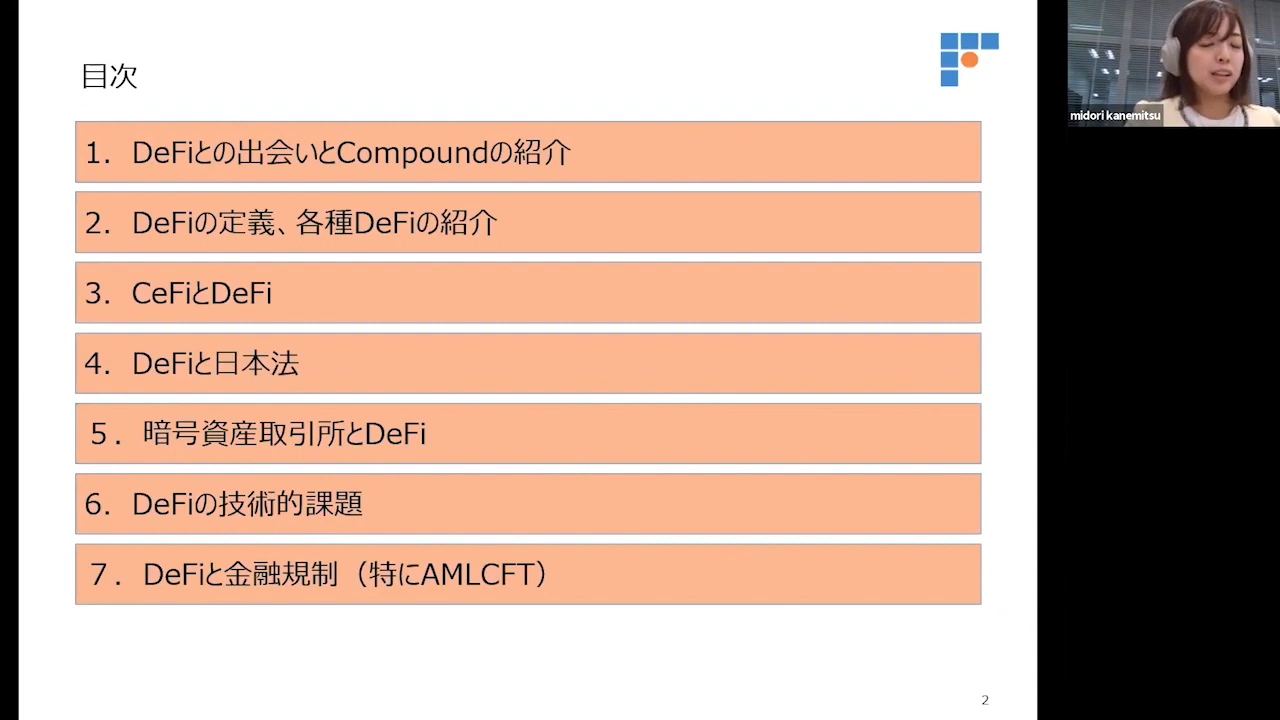 目次
midori kanemitsu
1. DeFiとの出会いとCompoundの紹介
2. DeFiの定義、各種DeFiの紹介
3. CeFiとDeFi
4. DeFiと日本法
５．暗号資産取引所とDeFi
6. DeFiの技術的課題
７．DeFiと金融規制（特にAMLCFT）
2